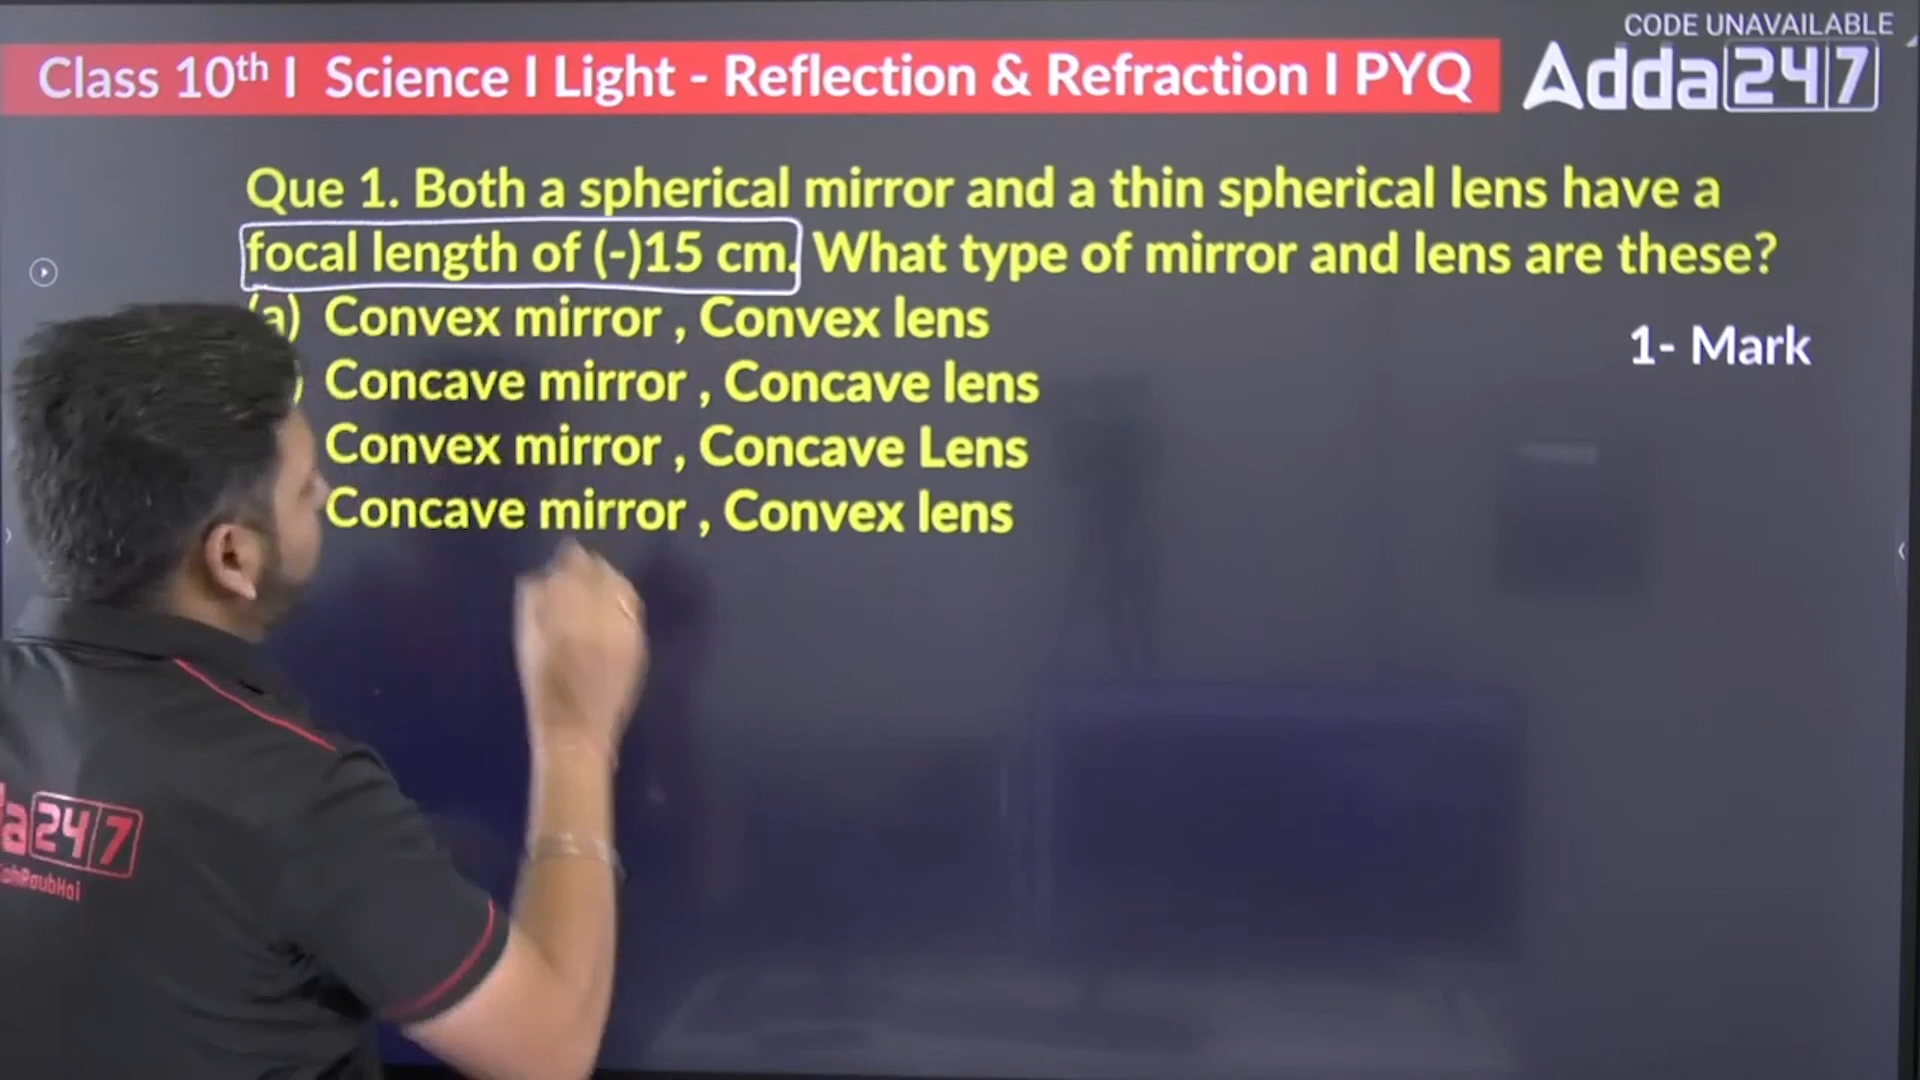 CODE UNAVAILABLE
Class 10th I Science I Light - Reflection & Refraction I PYQ
Adda247
Que 1. Both a spherical mirror and a thin spherical lens have a
focal length of (-)15 cm. What type of mirror and lens are these?
(a) Convex mirror , Convex lens
1- Mark
Concave mirror , Concave lens
Convex mirror , Concave Lens
Concave mirror , Convex lens
a247